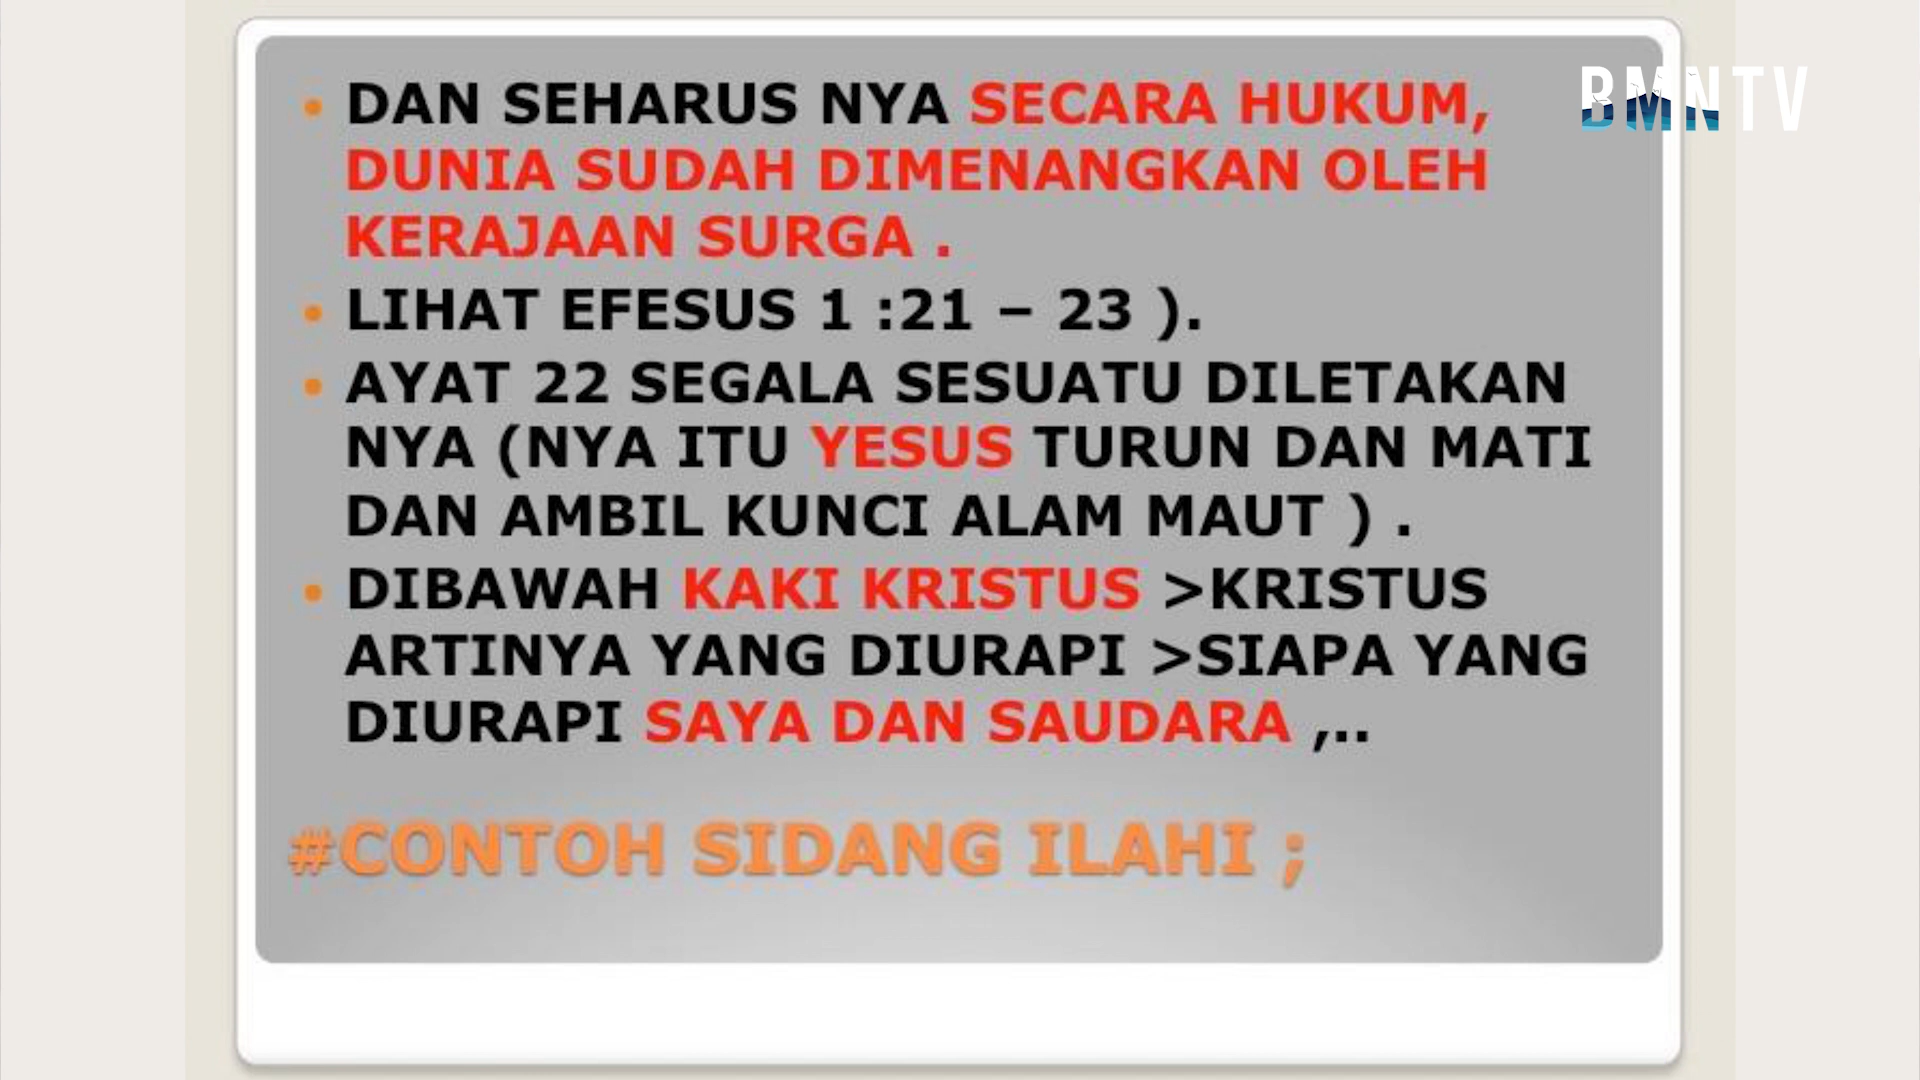 DAN SEHARUS NYA SECARA HUKUM,
DUNIA SUDAH DIMENANGKAN OLEH
KERAJAAN SURGA .
LIHAT EFESUS 1 :21 – 23 ).
AYAT 22 SEGALA SESUATU DILETAKAN
NYA (NYA ITU YESUS TURUN DAN MATI
DAN AMBIL KUNCI ALAM MAUT ) .
DIBAWAH KAKI KRISTUS >KRISTUS
ARTINYA YANG DIURAPI >SIAPA YANG
DIURAPI SAYA DAN SAUDARA ,..
#CONTOH SIDANG ILAHI ;
BMNTV